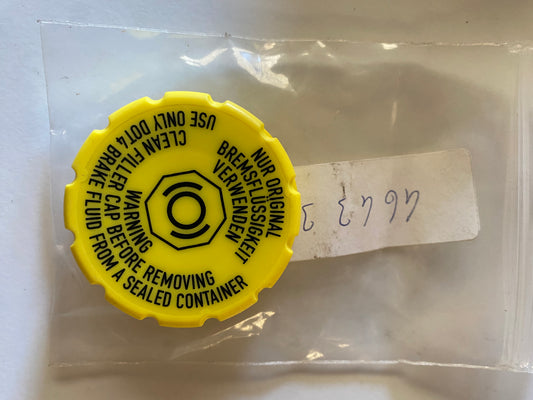 WARNING
CLEAN FILLER CAP BEFORE REMOVING
USE ONLY DOT4 BRAKE FLUID FROM A SEALED CONTAINER
NUR ORIGINAL
BREMSFLÜSSIGKEIT
VERWENDEN